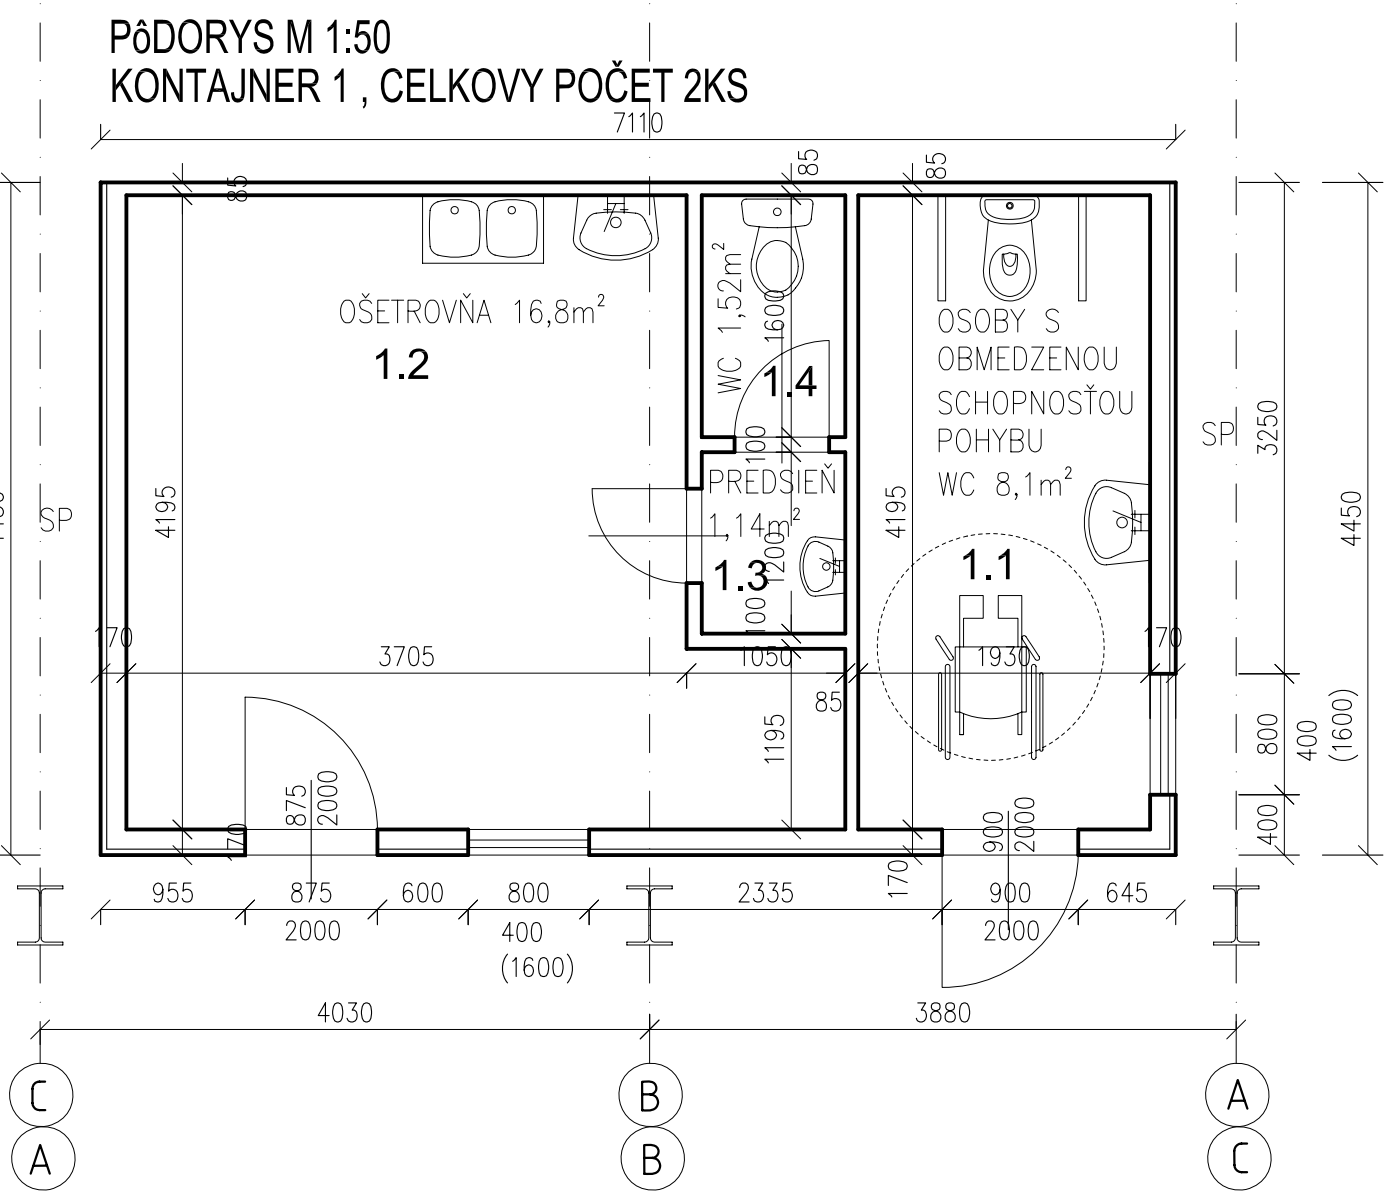 PôDORYS M 1:50
KONTAJNER 1 , CELKOVY POČET 2KS
7110
85
85
85
OŠETROVŇA 16,8m²
1.2
WC 1,52m²
1600
1.4
OSOBY S
OBMEDZENOU
SCHOPNOSŤOU
POHYBU
WC 8,1m²
1.1
SP
SP
3250
4450
4195
4195
100
PREDSIEŇ
1,14m²
1200
1.3
100
170
3705
1050
1930
170
85
1195
800
400
(1600)
400
875
2000
900
2000
170
170
955
875
600
800
2335
900
645
2000
400
(1600)
2000
4030
3880
C
B
A
A
B
C